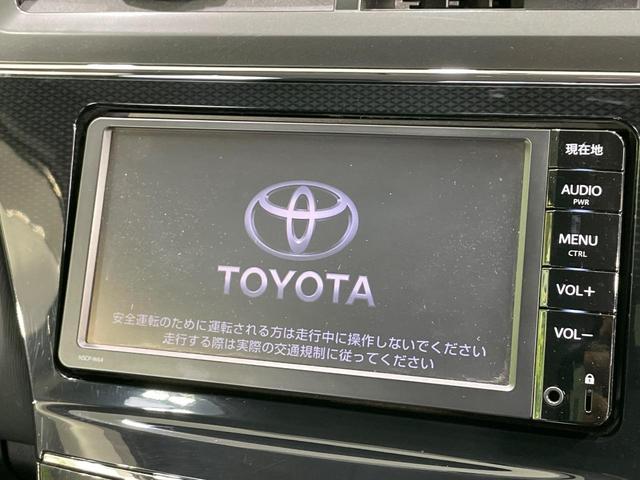 現在地
AUDIO
PWR
MENU
CTRL
VOL+
VOL−
TOYOTA
安全運転のために運転される方は走行中に操作しないでください
走行する際は実際の交通規制に従ってください
NSCP-W64